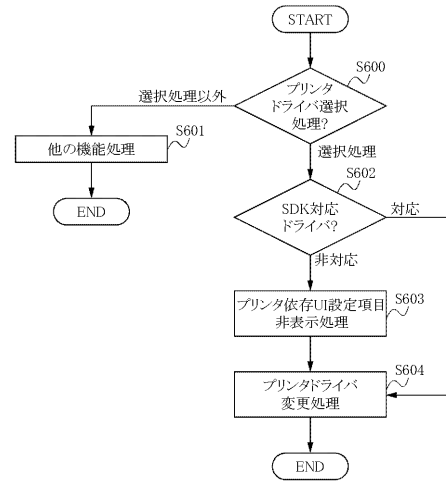 START
S600
プリンタ
ドライバ選択
処理?
選択処理以外
S601
他の機能処理
END
選択処理
S602
SDK対応
ドライバ?
対応
非対応
S603
プリンタ依存UI設定項目
非表示処理
S604
プリンタドライバ
変更処理
END